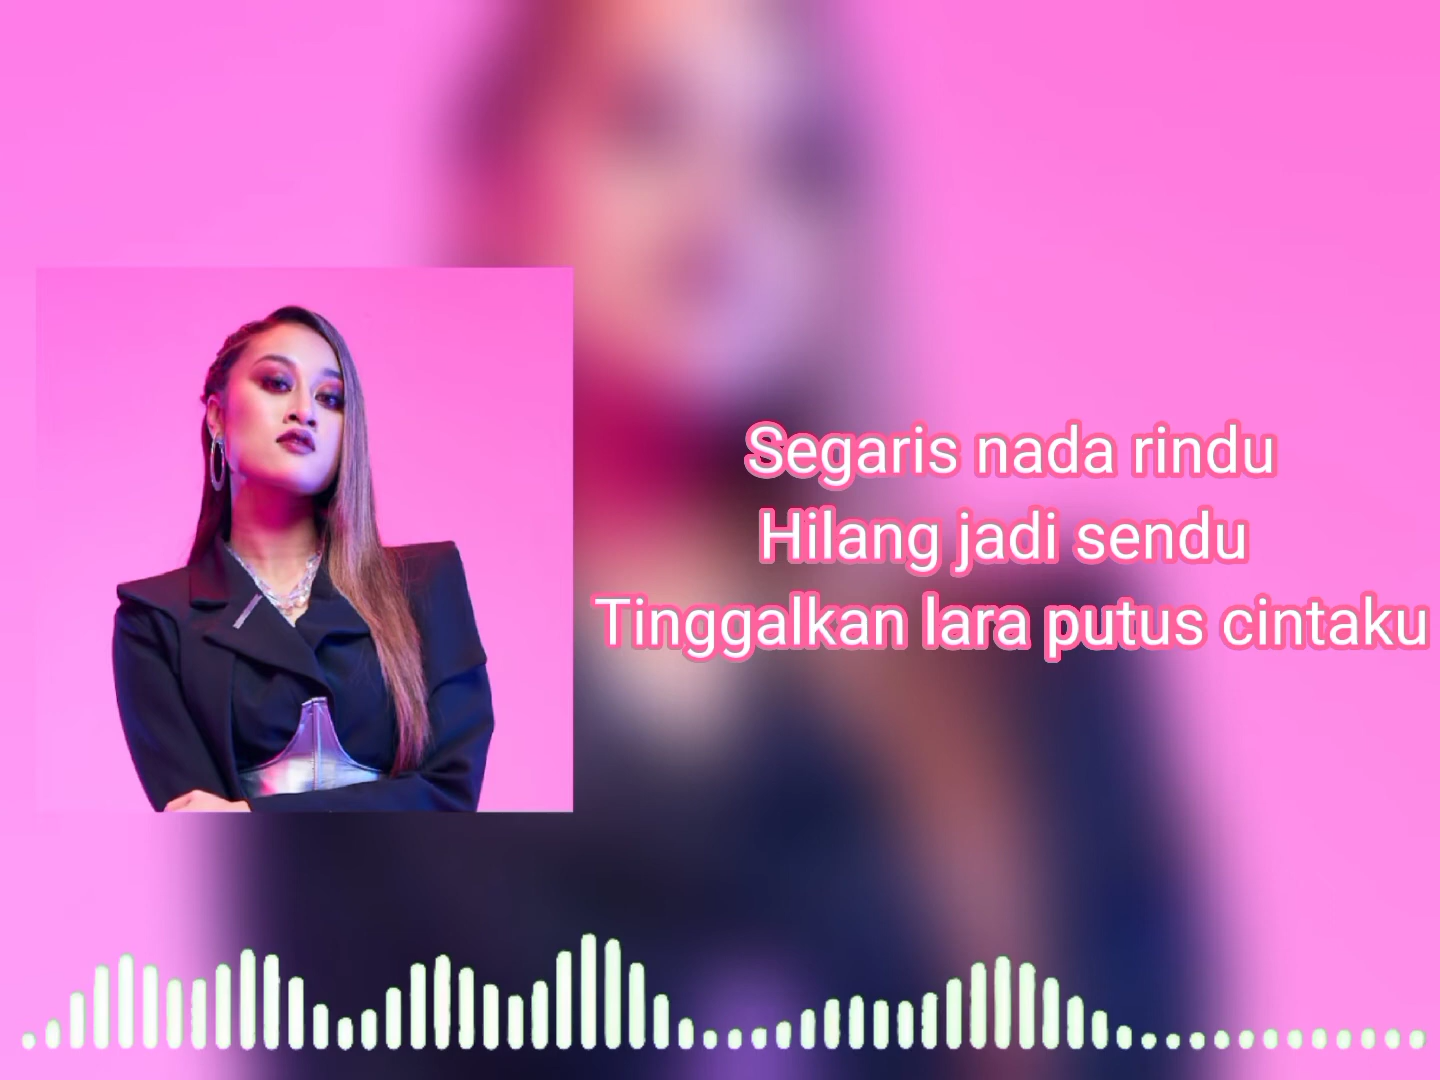 Segaris nada rindu
Hilang jadi sendu
Tinggalkan lara putus cintaku